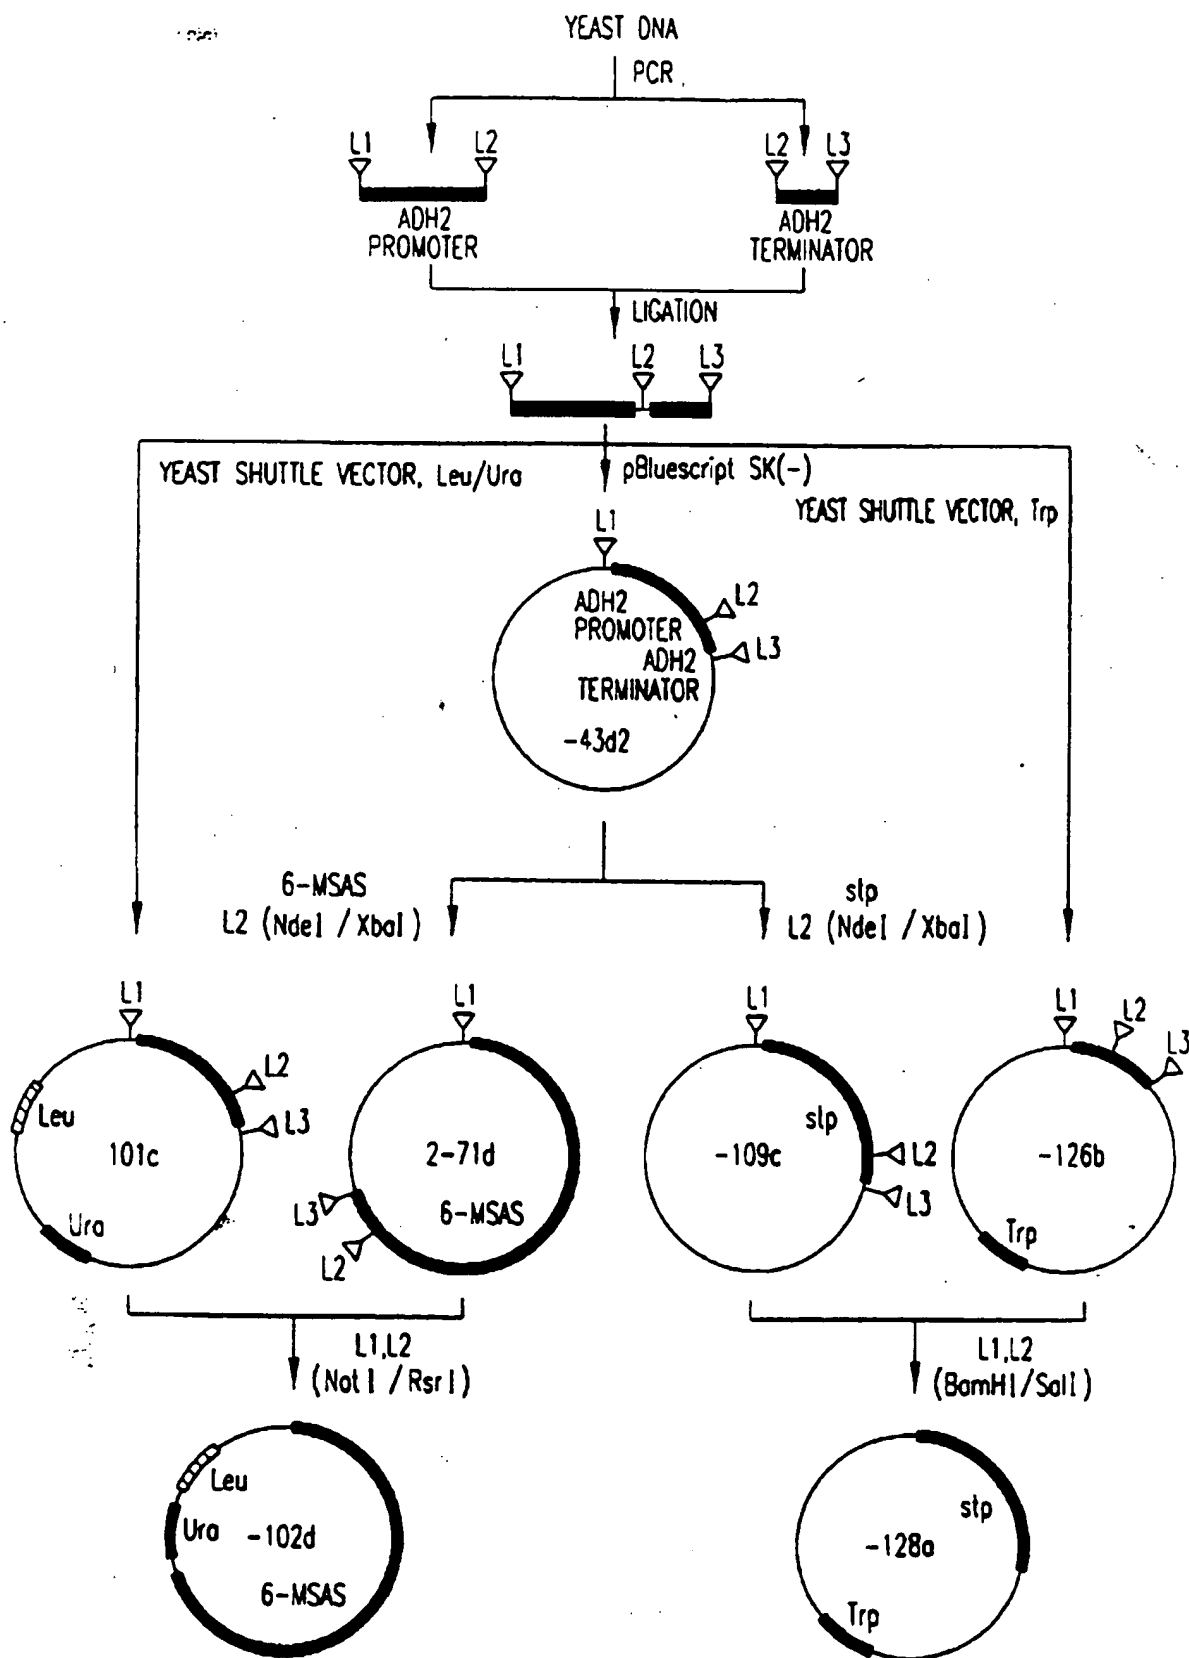 YEAST DNA
PCR
L1 L2 L2 L3
ADH2
PROMOTER
ADH2
TERMINATOR
LIGATION
L1 L2 L3
YEAST SHUTTLE VECTOR, Leu/Ura
pBluescript SK(-)
YEAST SHUTTLE VECTOR, Trp
L1
ADH2
PROMOTER
L2
ADH2
TERMINATOR
L3
-43d2
6-MSAS
L2 (NdeI / XbaI)
stp
L2 (NdeI / XbaI)
L1 L1 L1 L1 L2 L3
L2
Leu
L3
101c
Ura
2-71d
6-MSAS
L3
L2
stp
-109c
L2
L3
-126b
Trp
L1,L2
(Not I / Rsr I)
L1,L2
(BamHI/SalI)
Leu
Ura -102d
6-MSAS
stp
-128a
Trp